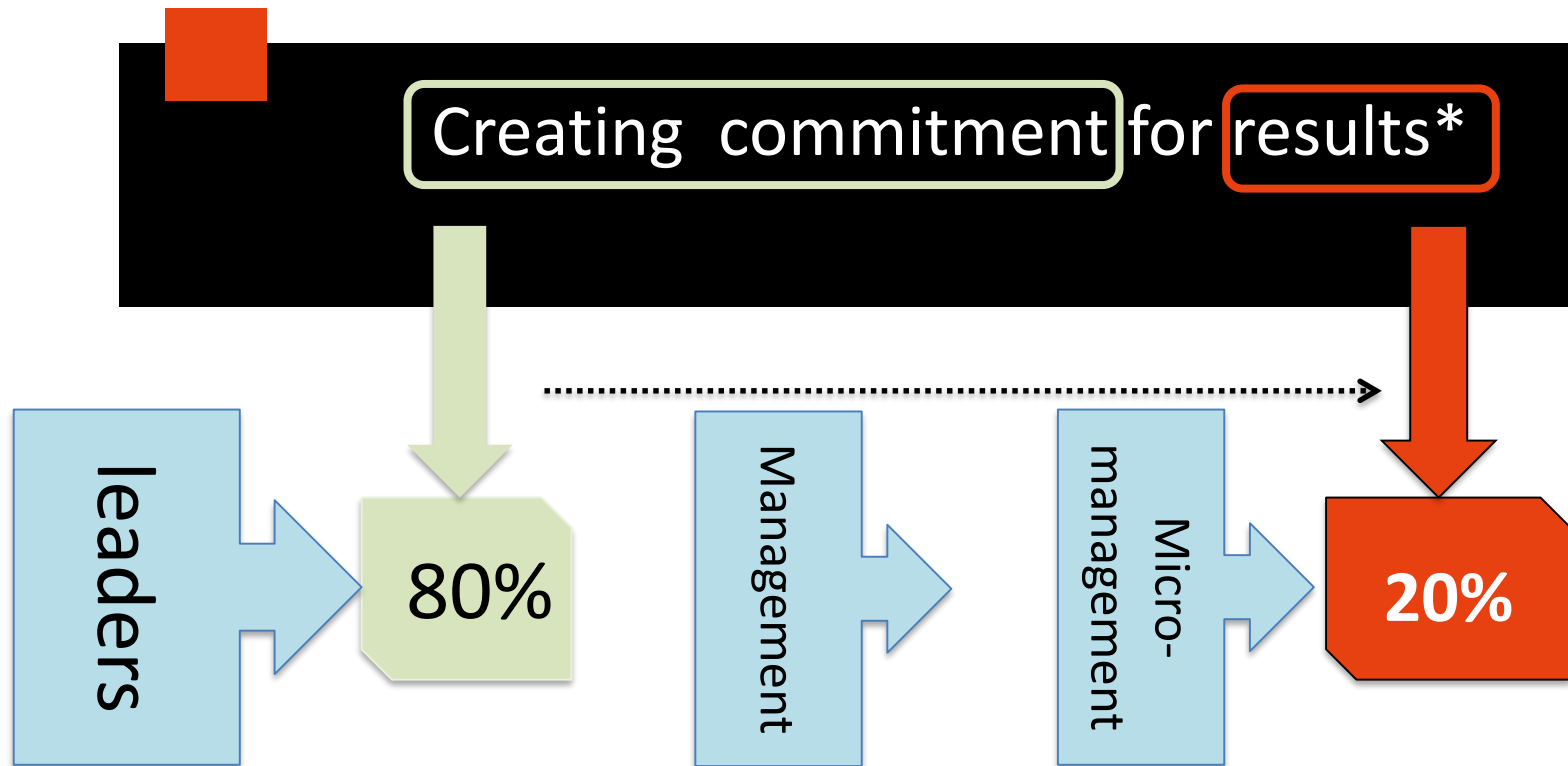 Creating commitment for results*
leaders
80%
Management
Micro-
management
20%